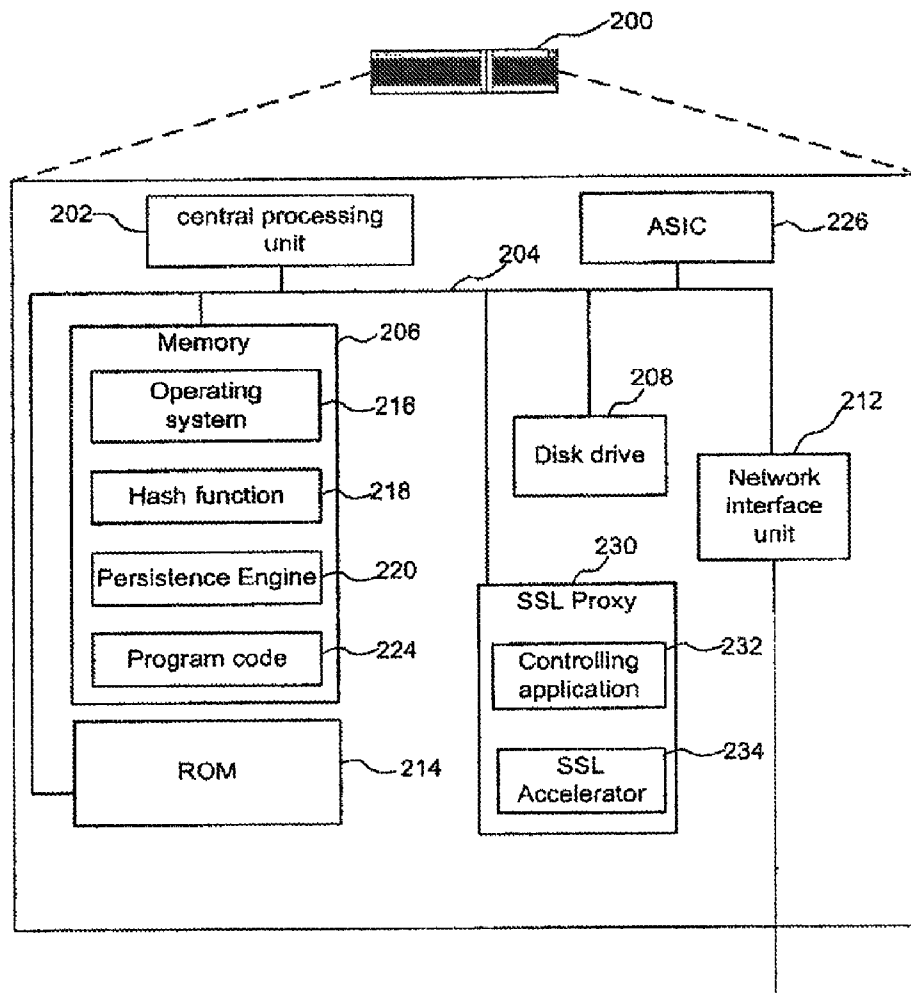 200
202
central processing
unit
ASIC
226
204
Memory
206
Operating
system
216
208
212
Disk drive
Network
interface
unit
Hash function
218
Persistence Engine
220
230
SSL Proxy
Program code
224
Controlling
application
232
ROM
214
SSL
Accelerator
234